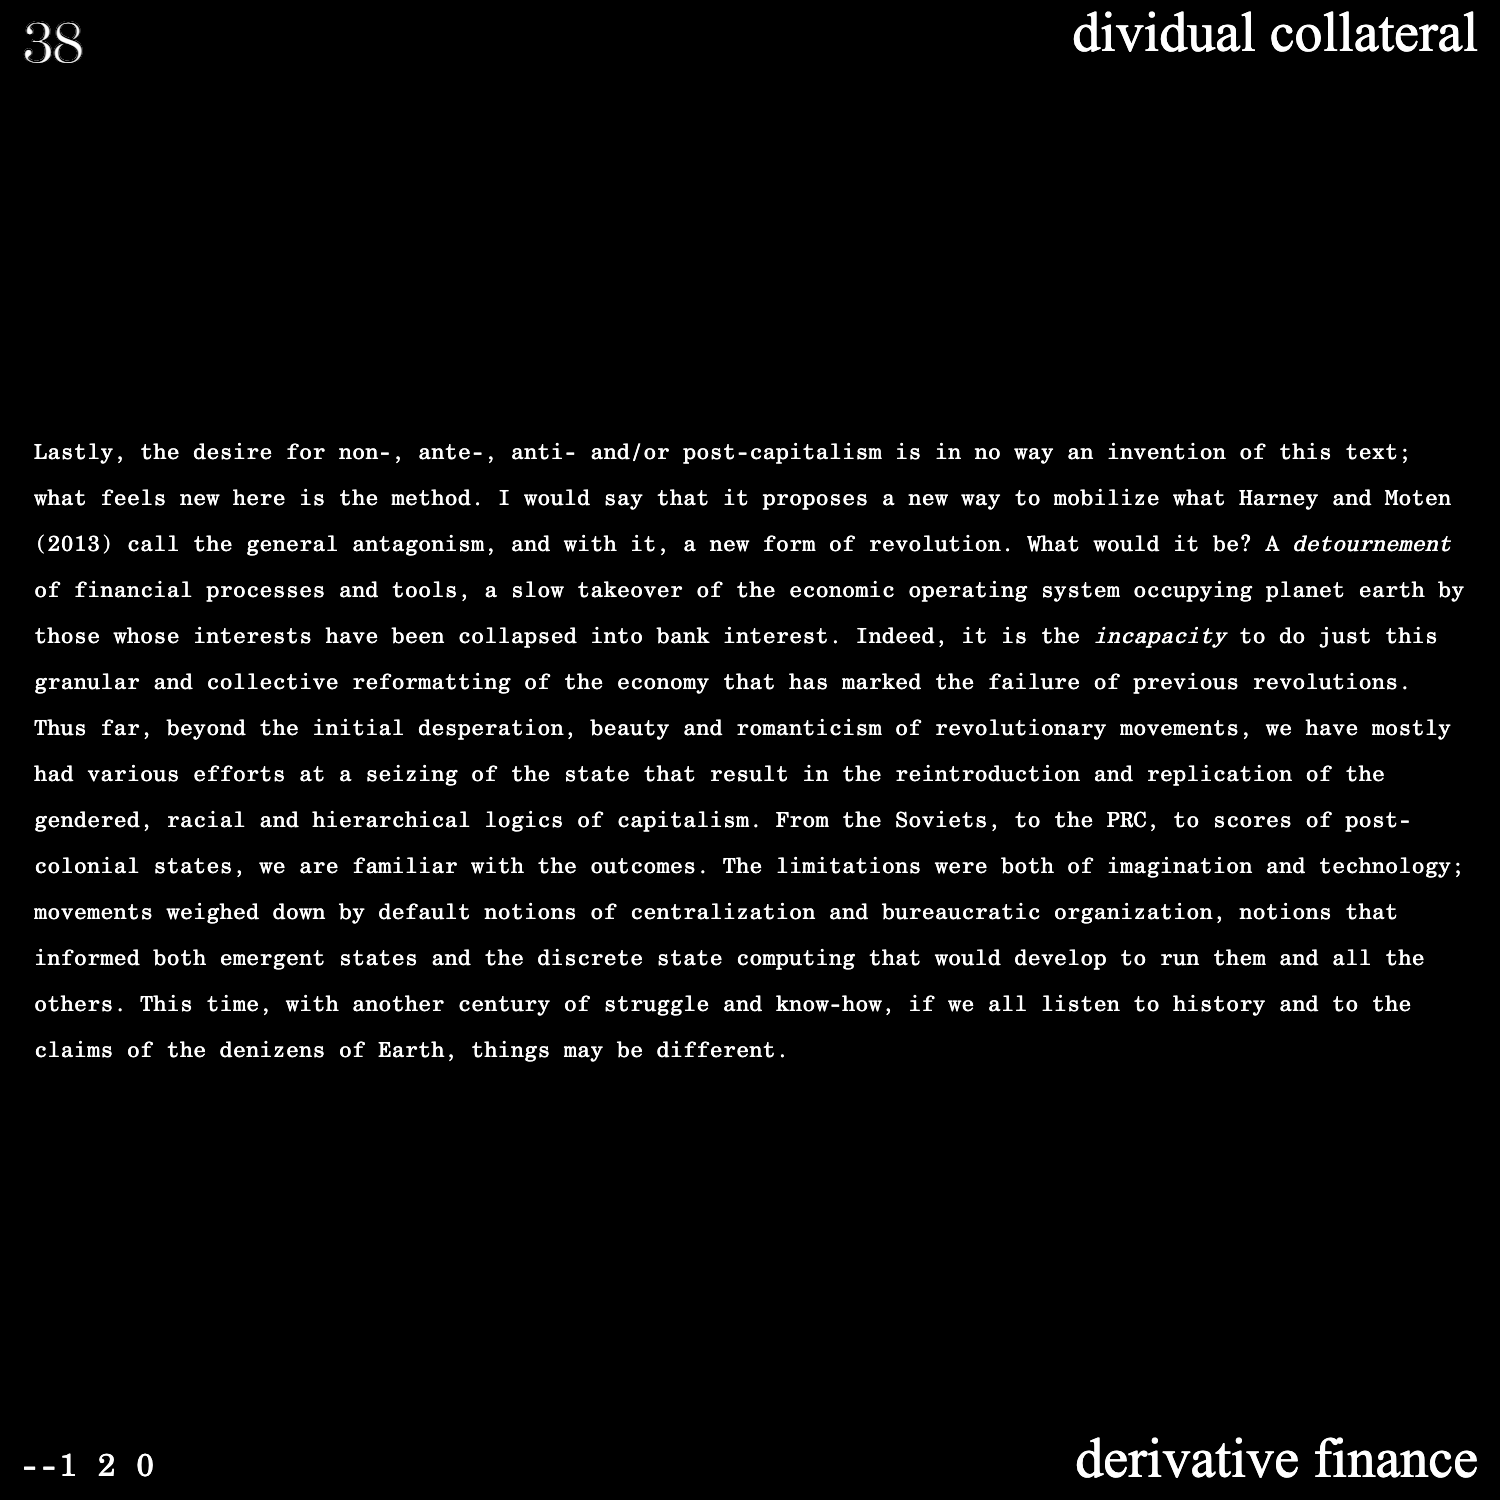 38
dividual collateral
Lastly, the desire for non-, ante-, anti- and/or post-capitalism is in no way an invention of this text;
what feels new here is the method. I would say that it proposes a new way to mobilize what Harney and Moten
(2013) call the general antagonism, and with it, a new form of revolution. What would it be? A detournement
of financial processes and tools, a slow takeover of the economic operating system occupying planet earth by
those whose interests have been collapsed into bank interest. Indeed, it is the incapacity to do just this
granular and collective reformatting of the economy that has marked the failure of previous revolutions.
Thus far, beyond the initial desperation, beauty and romanticism of revolutionary movements, we have mostly
had various efforts at a seizing of the state that result in the reintroduction and replication of the
gendered, racial and hierarchical logics of capitalism. From the Soviets, to the PRC, to scores of post-
colonial states, we are familiar with the outcomes. The limitations were both of imagination and technology;
movements weighed down by default notions of centralization and bureaucratic organization, notions that
informed both emergent states and the discrete state computing that would develop to run them and all the
others. This time, with another century of struggle and know-how, if we all listen to history and to the
claims of the denizens of Earth, things may be different.
--1 2 0
derivative finance